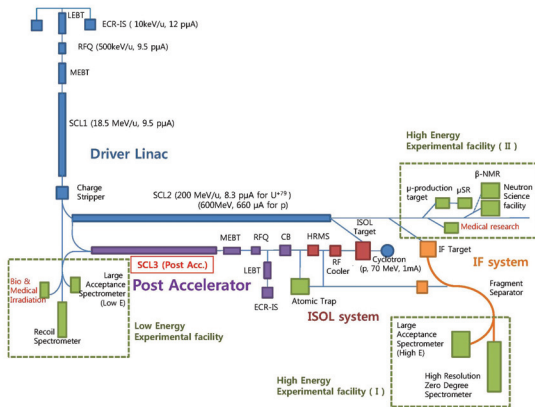 LEBT
ECR-IS ( 10keV/u, 12 pμA)
RFQ (500keV/u, 9.5 pμA)
MEBT
SCL1 (18.5 MeV/u, 9.5 pμA)
Driver Linac
Charge
Stripper
SCL2 (200 MeV/u, 8.3 pμA for U⁺⁷⁹)
(600MeV, 660 μA for p)
High Energy
Experimental facility ( II )
β-NMR
μ-production
target
μSR
Neutron
Science
facility
Medical research
ISOL
Target
IF Target
IF system
MEBT
RFQ
CB
HRMS
RF
Cooler
Cyclotron
(p, 70 MeV, 1mA)
SCL3 (Post Acc.)
Post Accelerator
LEBT
ECR-IS
Atomic Trap
ISOL system
Fragment
Separator
Bio &
Medical
Irradiation
Large
Acceptance
Spectrometer
(Low E)
Recoil
Spectrometer
Low Energy
Experimental facility
Large
Acceptance
Spectrometer
(High E)
High Resolution
Zero Degree
Spectrometer
High Energy
Experimental facility ( I )